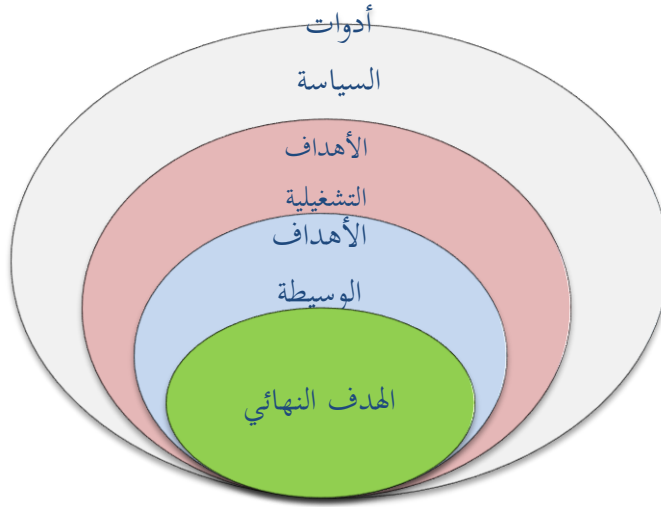 أدوات
السياسة
الأهداف
التشغيلية
الأهداف
الوسيطة
الهدف النهائي